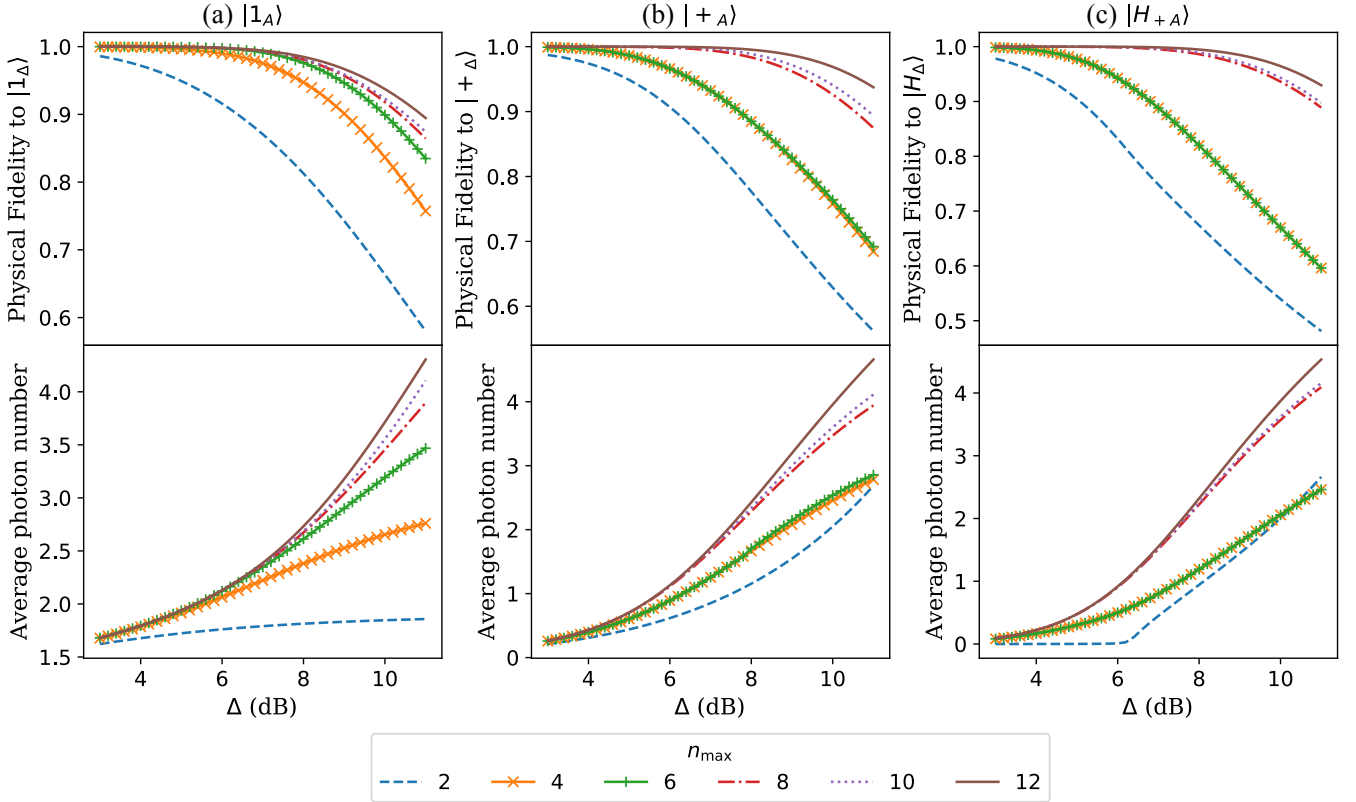 (a) |1_A⟩
(b) |+_A⟩
(c) |H_{+A}⟩
Physical Fidelity to |1_Δ⟩
1.0
0.9
0.8
0.7
0.6
Physical Fidelity to |+_Δ⟩
1.0
0.9
0.8
0.7
0.6
Physical Fidelity to |H_Δ⟩
1.0
0.9
0.8
0.7
0.6
0.5
Average photon number
4.0
3.5
3.0
2.5
2.0
1.5
Average photon number
4
3
2
1
0
Average photon number
4
3
2
1
0
4 6 8 10
4 6 8 10
4 6 8 10
Δ (dB)
Δ (dB)
Δ (dB)
n_max
2 4 6 8 10 12